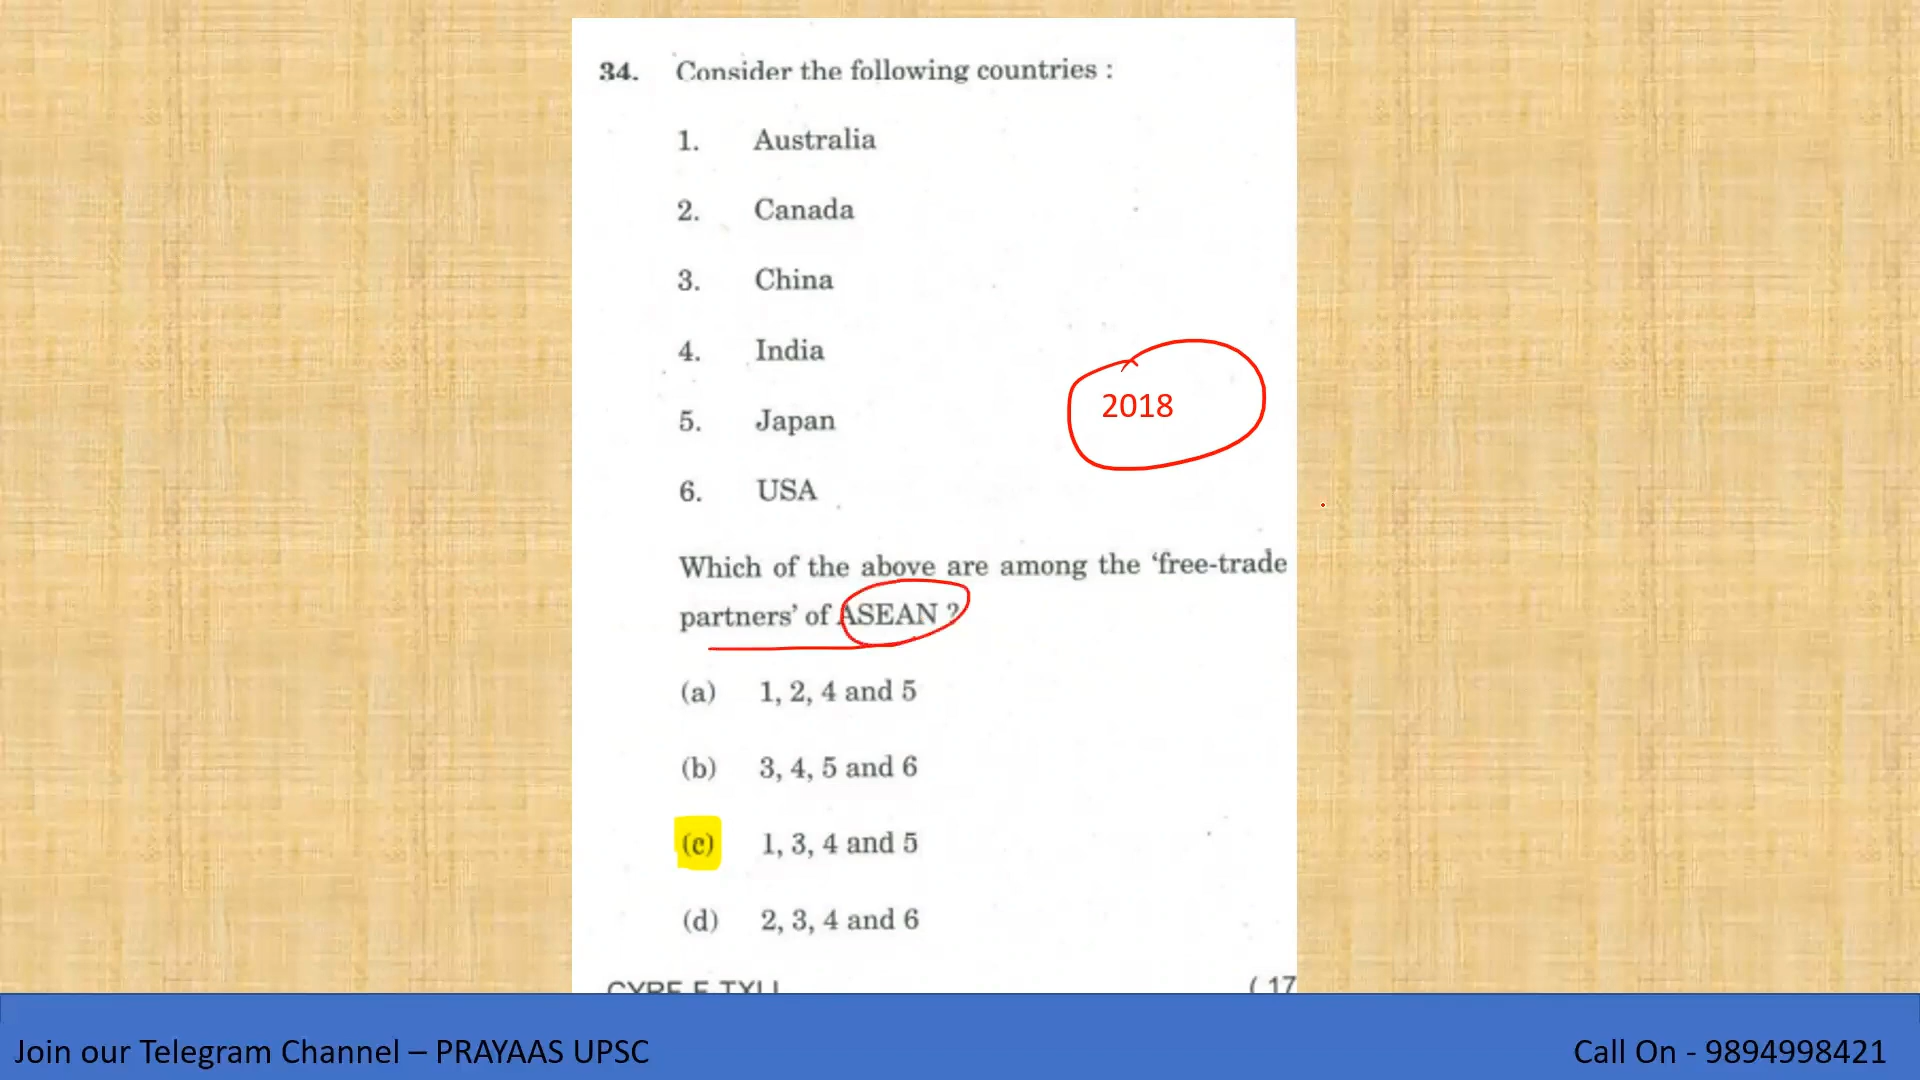 34. Consider the following countries :
1. Australia
2. Canada
3. China
4. India
2018
5. Japan
6. USA
Which of the above are among the ‘free-trade
partners’ of ASEAN ?
(a) 1, 2, 4 and 5
(b) 3, 4, 5 and 6
(c) 1, 3, 4 and 5
(d) 2, 3, 4 and 6
( 17
Join our Telegram Channel – PRAYAAS UPSC
Call On - 9894998421